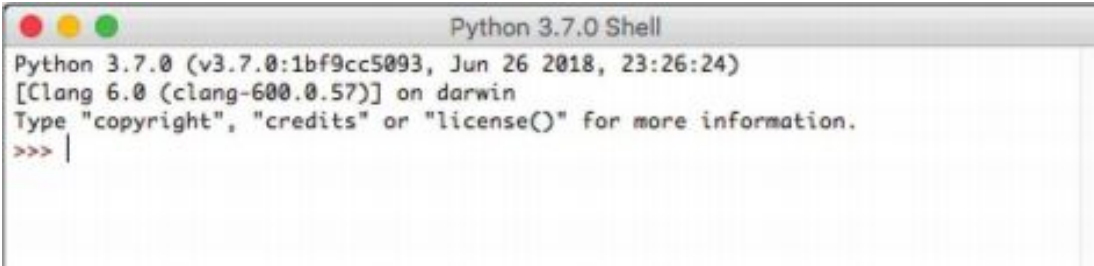 Python 3.7.0 Shell
Python 3.7.0 (v3.7.0:1bf9cc5093, Jun 26 2018, 23:26:24)
[Clang 6.0 (clang-600.0.57)] on darwin
Type "copyright", "credits" or "license()" for more information.
>>>